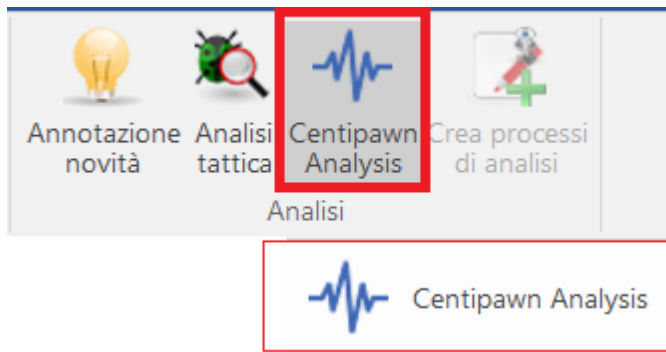 Annotazione novità
Analisi tattica
Centipawn Analysis
Crea processi di analisi
Analisi
Centipawn Analysis